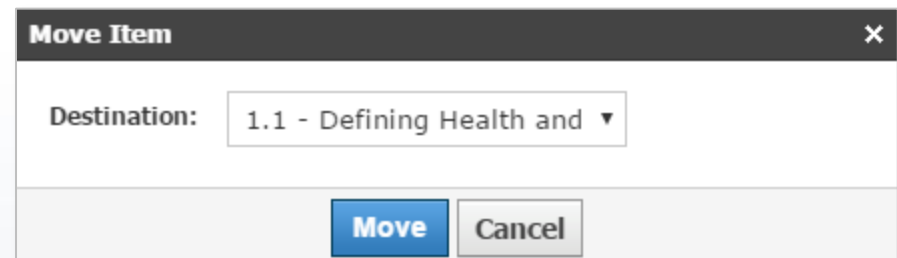 Move Item ×
Destination: 1.1 - Defining Health and ▼
Move Cancel